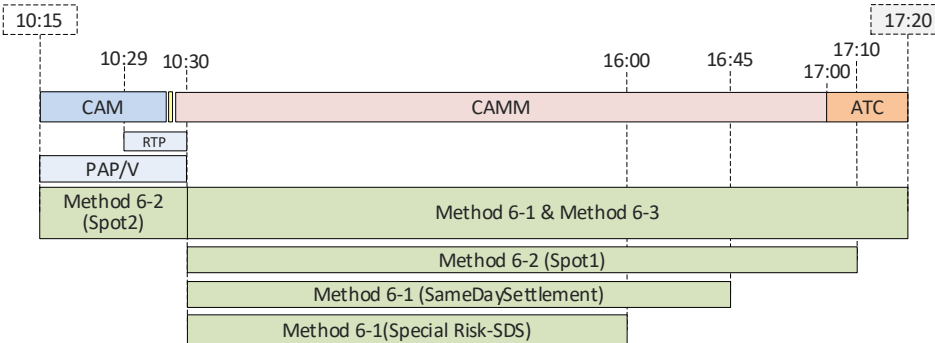 10:15
17:20
10:29
10:30
16:00
16:45
17:10
17:00
CAM
CAMM
ATC
RTP
PAP/V
Method 6-2
(Spot2)
Method 6-1 & Method 6-3
Method 6-2 (Spot1)
Method 6-1 (SameDaySettlement)
Method 6-1(Special Risk-SDS)